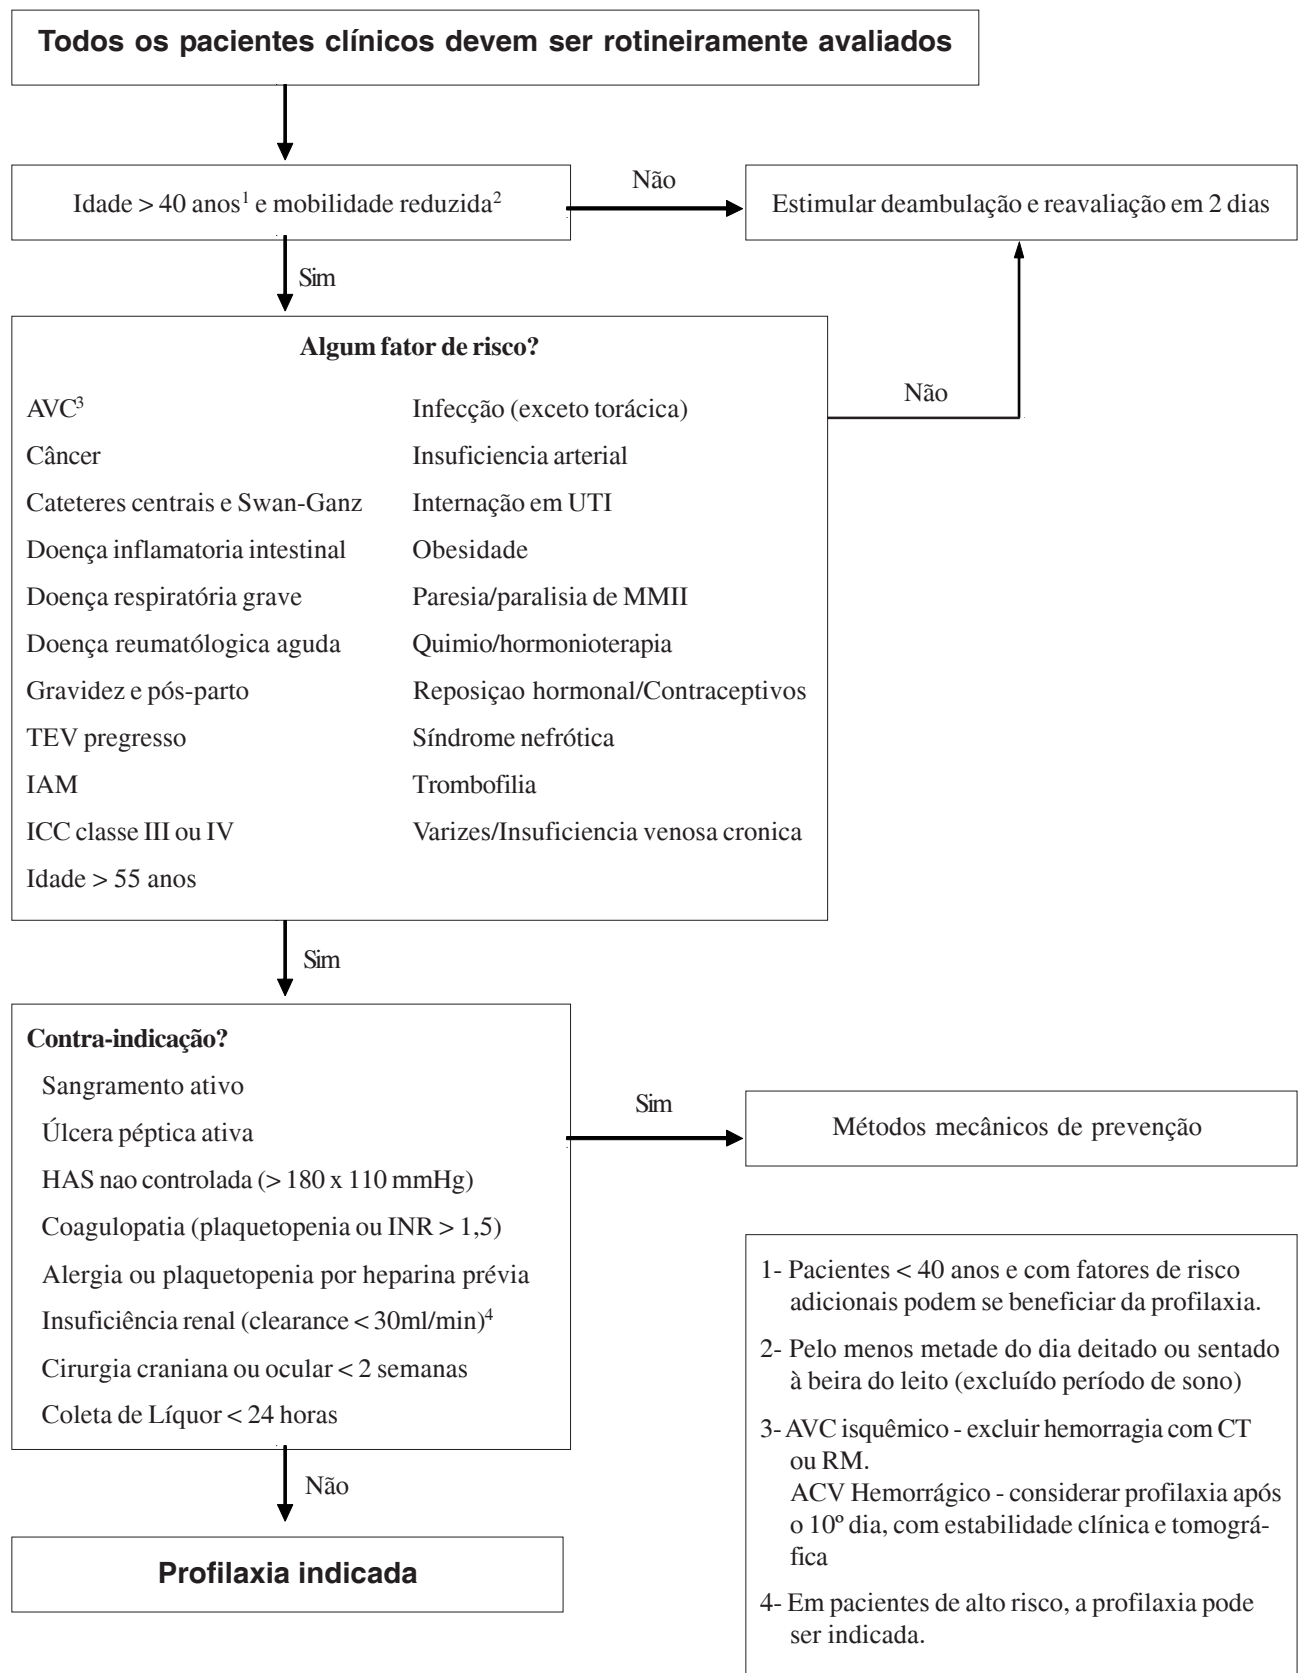 Todos os pacientes clínicos devem ser rotineiramente avaliados
Idade > 40 anos¹ e mobilidade reduzida²
Não
Estimular deambulação e reavaliação em 2 dias
Sim
Algum fator de risco?
AVC³
Câncer
Cateteres centrais e Swan-Ganz
Doença inflamatoria intestinal
Doença respiratória grave
Doença reumatólogica aguda
Gravidez e pós-parto
TEV pregresso
IAM
ICC classe III ou IV
Idade > 55 anos
Infecção (exceto torácica)
Insuficiencia arterial
Internação em UTI
Obesidade
Paresia/paralisia de MMII
Quimio/hormonioterapia
Reposiçao hormonal/Contraceptivos
Síndrome nefrótica
Trombofilia
Varizes/Insuficiencia venosa cronica
Não
Sim
Contra-indicação?
Sangramento ativo
Úlcera péptica ativa
HAS nao controlada (> 180 x 110 mmHg)
Coagulopatia (plaquetopenia ou INR > 1,5)
Alergia ou plaquetopenia por heparina prévia
Insuficiência renal (clearance < 30ml/min)⁴
Cirurgia craniana ou ocular < 2 semanas
Coleta de Líquor < 24 horas
Sim
Métodos mecânicos de prevenção
Não
Profilaxia indicada
1- Pacientes < 40 anos e com fatores de risco
adicionais podem se beneficiar da profilaxia.
2- Pelo menos metade do dia deitado ou sentado
à beira do leito (excluído período de sono)
3- AVC isquêmico - excluir hemorragia com CT
ou RM.
ACV Hemorrágico - considerar profilaxia após
o 10º dia, com estabilidade clínica e tomográ-
fica
4- Em pacientes de alto risco, a profilaxia pode
ser indicada.